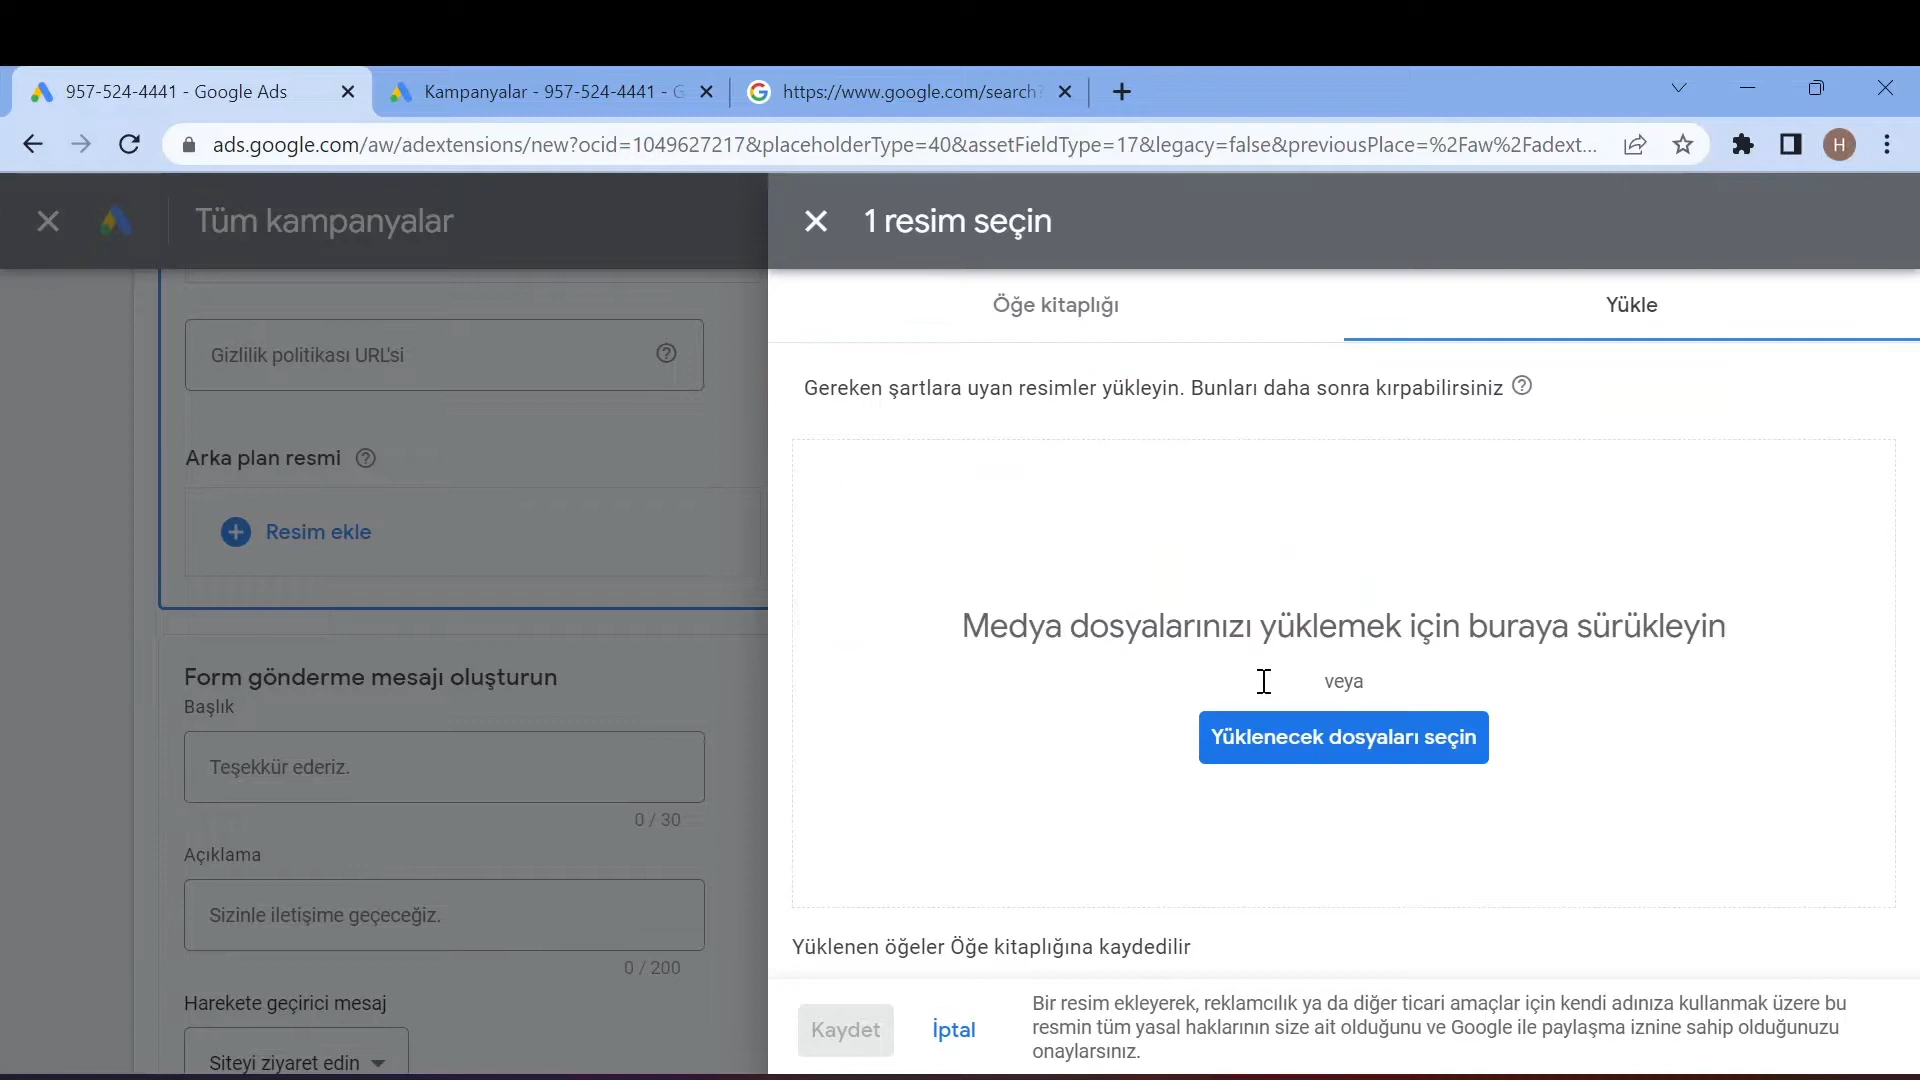 957-524-4441 - Google Ads
Kampanyalar - 957-524-4441 - G
https://www.google.com/search?
ads.google.com/aw/adextensions/new?ocid=1049627217&placeholderType=40&assetFieldType=17&legacy=false&previousPlace=%2Faw%2Fadext...
H
Tüm kampanyalar
1 resim seçin
Öğe kitaplığı
Yükle
Gizlilik politikası URL'si
Gereken şartlara uyan resimler yükleyin. Bunları daha sonra kırpabilirsiniz
Arka plan resmi
Resim ekle
Medya dosyalarınızı yüklemek için buraya sürükleyin
veya
Yüklenecek dosyaları seçin
Form gönderme mesajı oluşturun
Başlık
Teşekkür ederiz.
0 / 30
Açıklama
Sizinle iletişime geçeceğiz.
0 / 200
Harekete geçirici mesaj
Siteyi ziyaret edin
Yüklenen öğeler Öğe kitaplığına kaydedilir
Kaydet
İptal
Bir resim ekleyerek, reklamcılık ya da diğer ticari amaçlar için kendi adınıza kullanmak üzere bu
resmin tüm yasal haklarının size ait olduğunu ve Google ile paylaşma iznine sahip olduğunuzu
onaylarsınız.